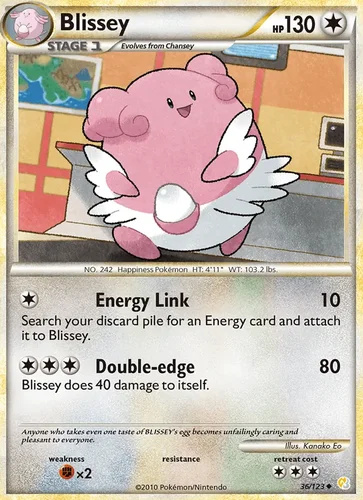 Blissey HP 130
STAGE 1 Evolves from Chansey
NO. 242 Happiness Pokémon HT: 4'11" WT: 103.2 lbs.
Energy Link 10
Search your discard pile for an Energy card and attach
it to Blissey.
Double-edge 80
Blissey does 40 damage to itself.
Anyone who takes even one taste of BLISSEY's egg becomes unfailingly caring and
pleasant to everyone.
Illus. Kanako Eo
weakness resistance retreat cost
×2
©2010 Pokémon/Nintendo 36/123